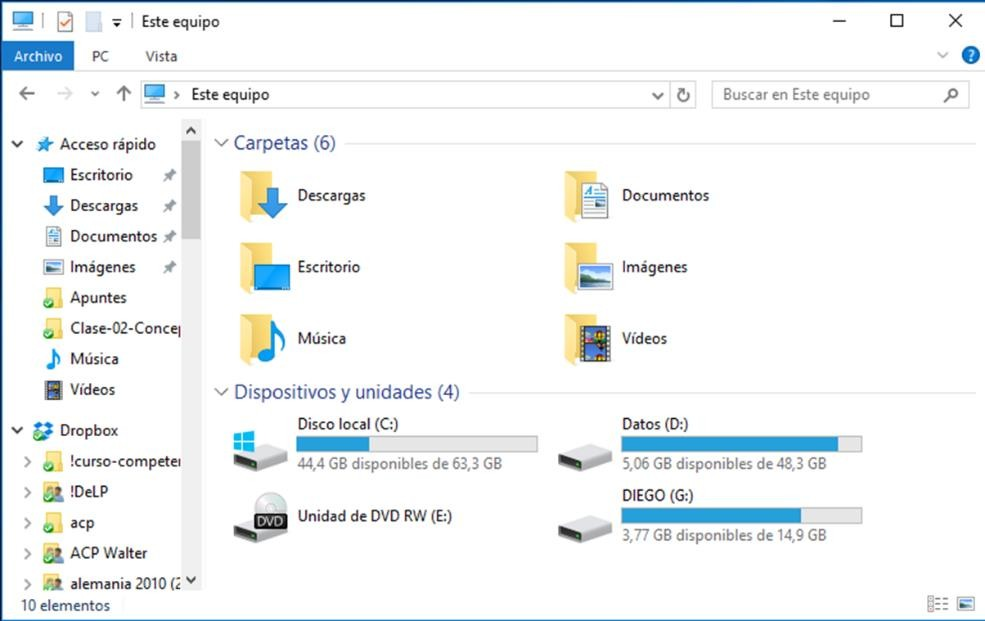 Este equipo
Archivo PC Vista
Este equipo Buscar en Este equipo
Acceso rápido
Escritorio
Descargas
Documentos
Imágenes
Apuntes
Clase-02-Concep
Música
Vídeos
Dropbox
!curso-competen
!DeLP
acp
ACP Walter
alemania 2010 (2
Carpetas (6)
Descargas
Documentos
Escritorio
Imágenes
Música
Vídeos
Dispositivos y unidades (4)
Disco local (C:)
44,4 GB disponibles de 63,3 GB
Datos (D:)
5,06 GB disponibles de 48,3 GB
DVD
Unidad de DVD RW (E:)
DIEGO (G:)
3,77 GB disponibles de 14,9 GB
10 elementos